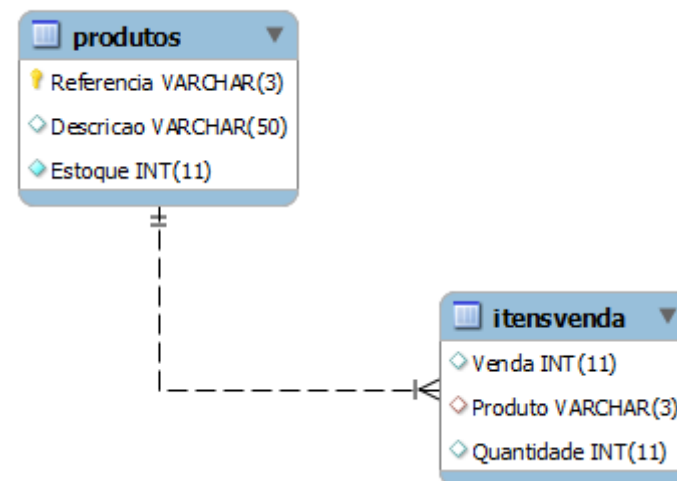 produtos
Referencia VARCHAR(3)
Descricao VARCHAR(50)
Estoque INT(11)
itensvenda
Venda INT(11)
Produto VARCHAR(3)
Quantidade INT(11)